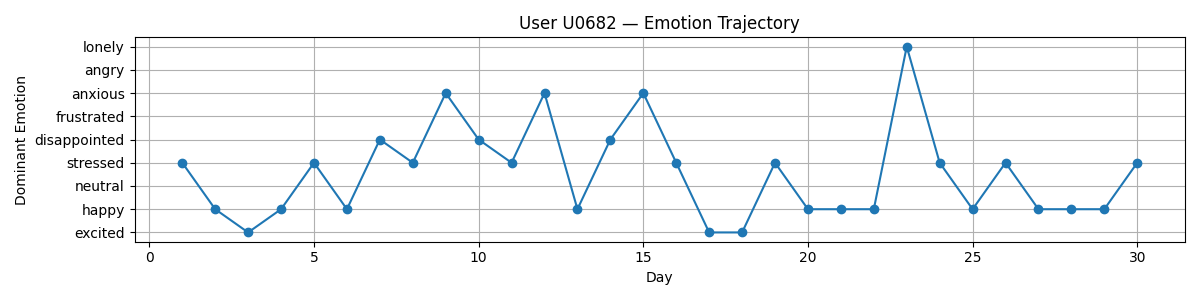 User U0682 — Emotion Trajectory
Dominant Emotion
lonely
angry
anxious
frustrated
disappointed
stressed
neutral
happy
excited
0 5 10 15 20 25 30
Day